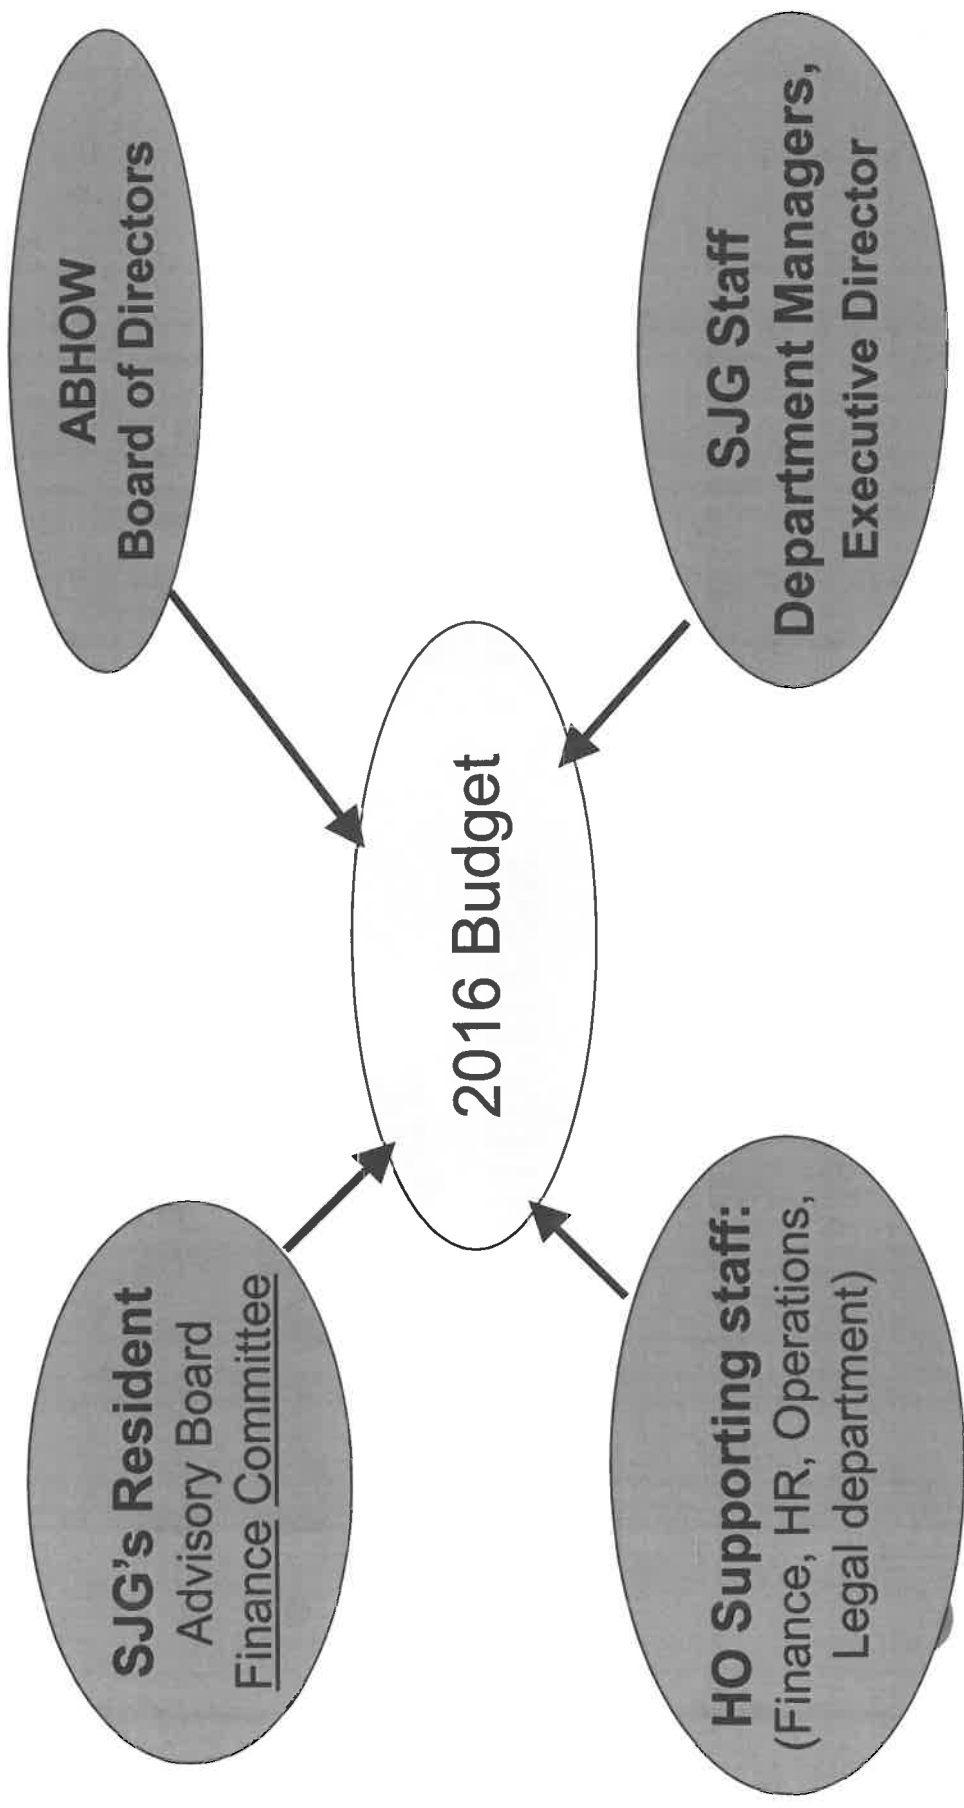 SJG's Resident
Advisory Board
Finance Committee
ABHOW
Board of Directors
2016 Budget
HO Supporting staff:
(Finance, HR, Operations,
Legal department)
SJG Staff
Department Managers,
Executive Director